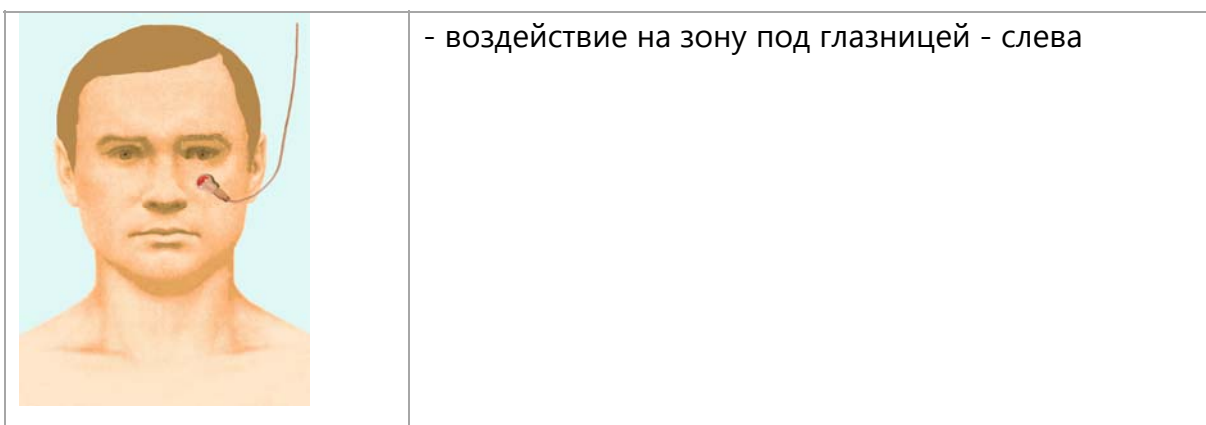 - воздействие на зону под глазницей - слева